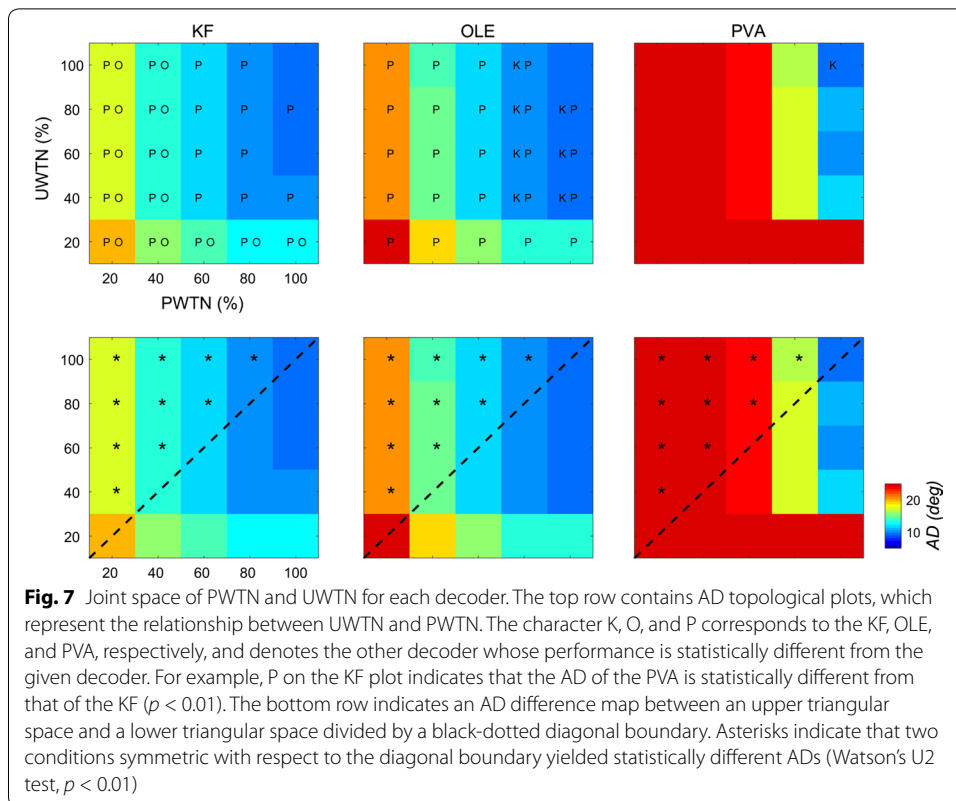 KF OLE PVA
100 P O P O P P P P P K P K
80 P O P O P P P P P P K P K P
60 P O P O P P P P P K P K P
40 P O P O P P P P P P K P K P
20 P O P O P O P O P O P P P P P
UWTN (%)
20 40 60 80 100
PWTN (%)
100 * * * * * * * * * * * *
80 * * * * * * * * *
60 * * * * * *
40 * * *
20
20 40 60 80 100
20
10
AD (deg)
Fig. 7 Joint space of PWTN and UWTN for each decoder. The top row contains AD topological plots, which
represent the relationship between UWTN and PWTN. The character K, O, and P corresponds to the KF, OLE,
and PVA, respectively, and denotes the other decoder whose performance is statistically different from the
given decoder. For example, P on the KF plot indicates that the AD of the PVA is statistically different from
that of the KF (p < 0.01). The bottom row indicates an AD difference map between an upper triangular
space and a lower triangular space divided by a black-dotted diagonal boundary. Asterisks indicate that two
conditions symmetric with respect to the diagonal boundary yielded statistically different ADs (Watson's U2
test, p < 0.01)